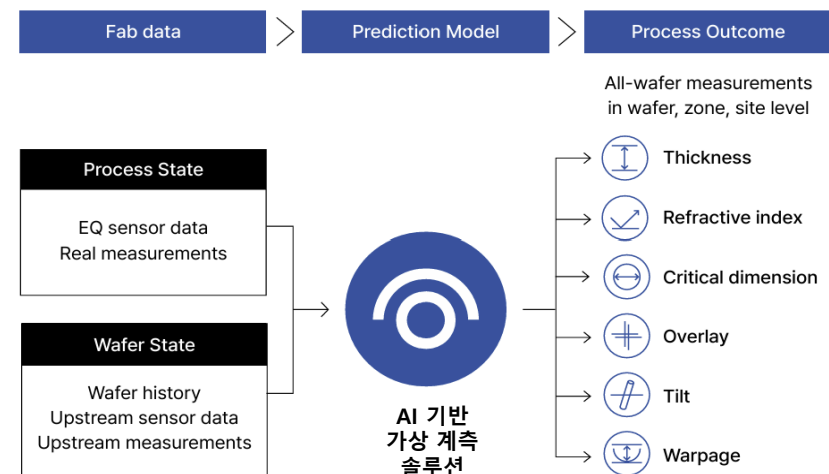 Fab data
Prediction Model
Process Outcome
All-wafer measurements
in wafer, zone, site level
Process State
EQ sensor data
Real measurements
Wafer State
Wafer history
Upstream sensor data
Upstream measurements
AI 기반
가상 계측
솔루션
Thickness
Refractive index
Critical dimension
Overlay
Tilt
Warpage